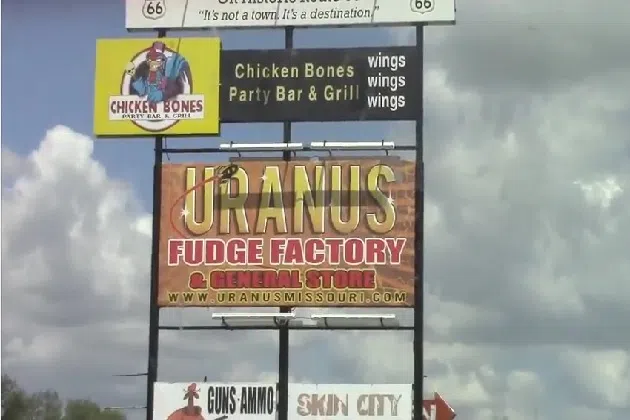 66
66
"It's not a town. It's a destination."
CHICKEN BONES
PARTY BAR & GRILL
Chicken Bones
Party Bar & Grill
wings
wings
wings
URANUS
FUDGE FACTORY
& GENERAL STORE
WWW.URANUSMISSOURI.COM
GUNS AMMO
SKIN CITY